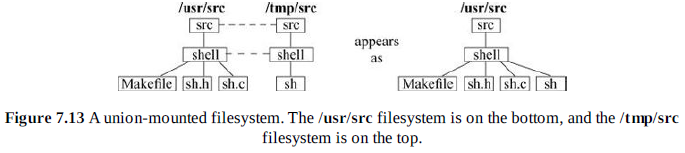 /usr/src /tmp/src /usr/src
src src src
appears
as
shell shell shell
Makefile sh.h sh.c sh Makefile sh.h sh.c sh
Figure 7.13 A union-mounted filesystem. The /usr/src filesystem is on the bottom, and the /tmp/src
filesystem is on the top.